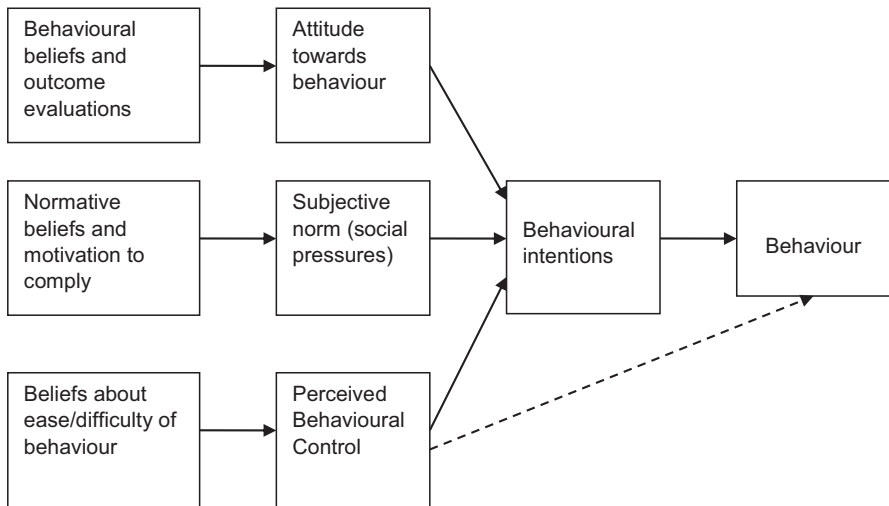 Behavioural
beliefs and
outcome
evaluations
Attitude
towards
behaviour
Normative
beliefs and
motivation to
comply
Subjective
norm (social
pressures)
Behavioural
intentions
Behaviour
Beliefs about
ease/difficulty of
behaviour
Perceived
Behavioural
Control